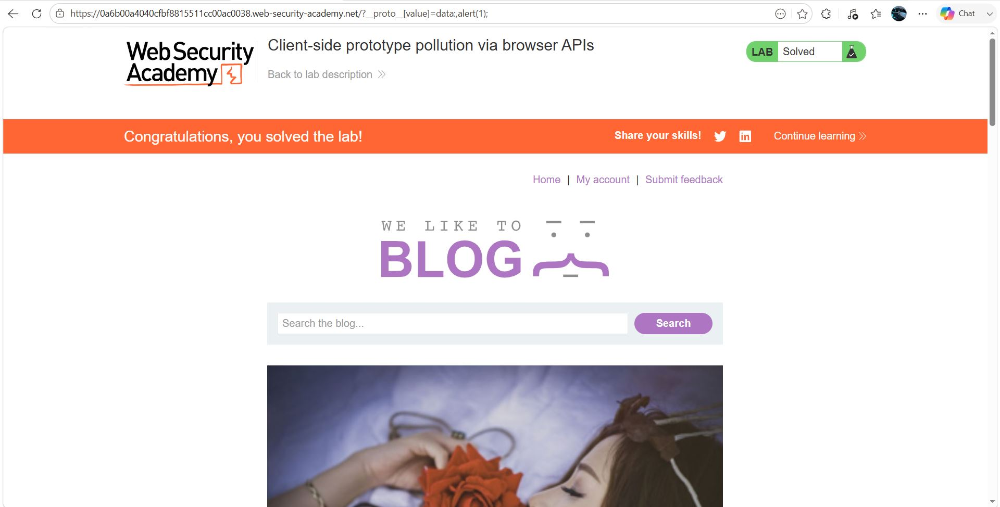 https://0a6b00a4040cfbf8815511cc00ac0038.web-security-academy.net/?__proto__[value]=data:,alert(1);
Chat
Web Security
Academy
Client-side prototype pollution via browser APIs
Back to lab description
LAB Solved
Congratulations, you solved the lab!
Share your skills!
Continue learning
Home | My account | Submit feedback
WE LIKE TO
BLOG
Search the blog...
Search